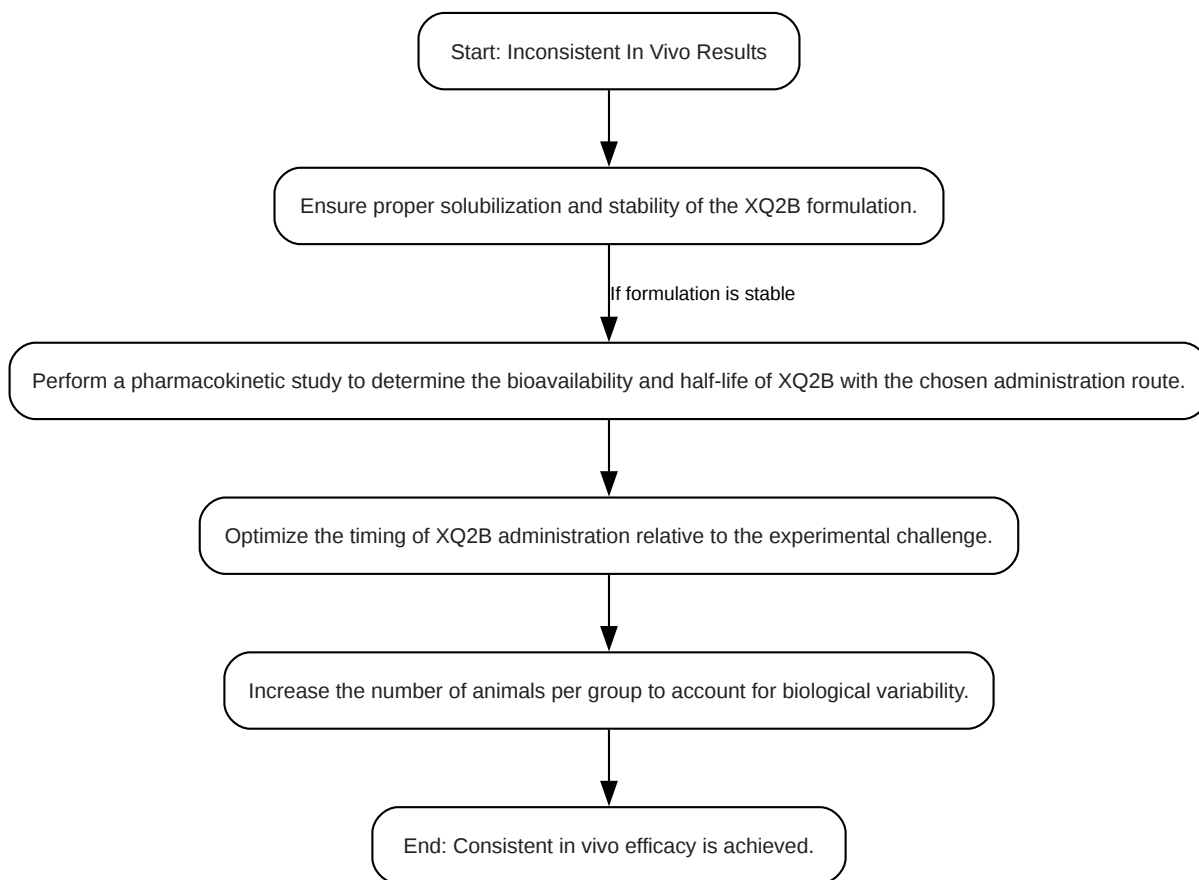 Start: Inconsistent In Vivo Results
Ensure proper solubilization and stability of the XQ2B formulation.
If formulation is stable
Perform a pharmacokinetic study to determine the bioavailability and half-life of XQ2B with the chosen administration route.
Optimize the timing of XQ2B administration relative to the experimental challenge.
Increase the number of animals per group to account for biological variability.
End: Consistent in vivo efficacy is achieved.